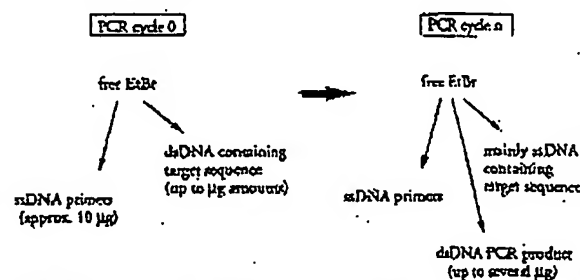 PCR cycle 0
free EtBr
dsDNA containing
target sequence
(up to µg amounts)
ssDNA primers
(approx. 10 µg)
PCR cycle n
free EtBr
mainly ssDNA
containing
target sequence
ssDNA primers
dsDNA PCR product
(up to several µg)